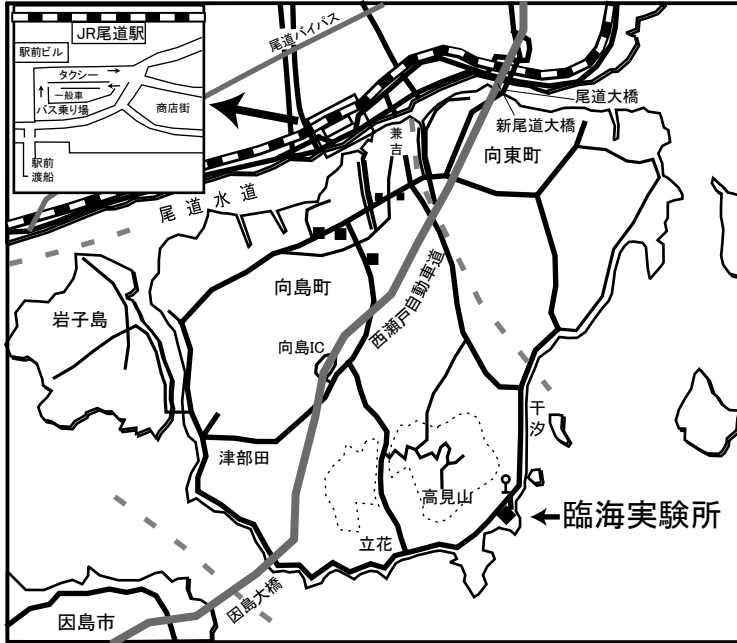 JR尾道駅
駅前ビル
タクシー
一般車
バス乗り場
商店街
駅前
渡船
尾道バイパス
尾道大橋
新尾道大橋
兼吉
向東町
尾道水道
向島町
西瀬戸自動車道
岩子島
向島IC
干汐
津部田
高見山
臨海実験所
立花
因島大橋
因島市